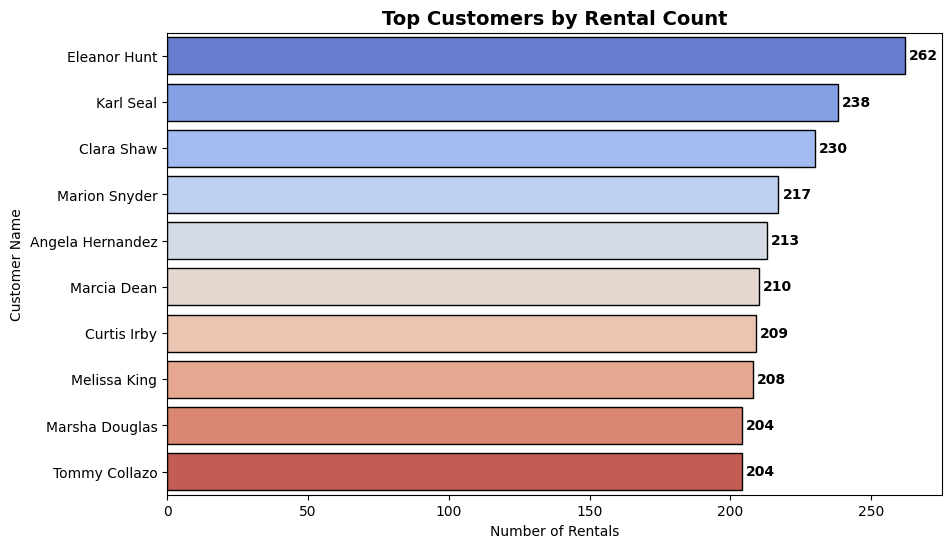 Top Customers by Rental Count
Customer Name
Eleanor Hunt 262
Karl Seal 238
Clara Shaw 230
Marion Snyder 217
Angela Hernandez 213
Marcia Dean 210
Curtis Irby 209
Melissa King 208
Marsha Douglas 204
Tommy Collazo 204
0 50 100 150 200 250
Number of Rentals